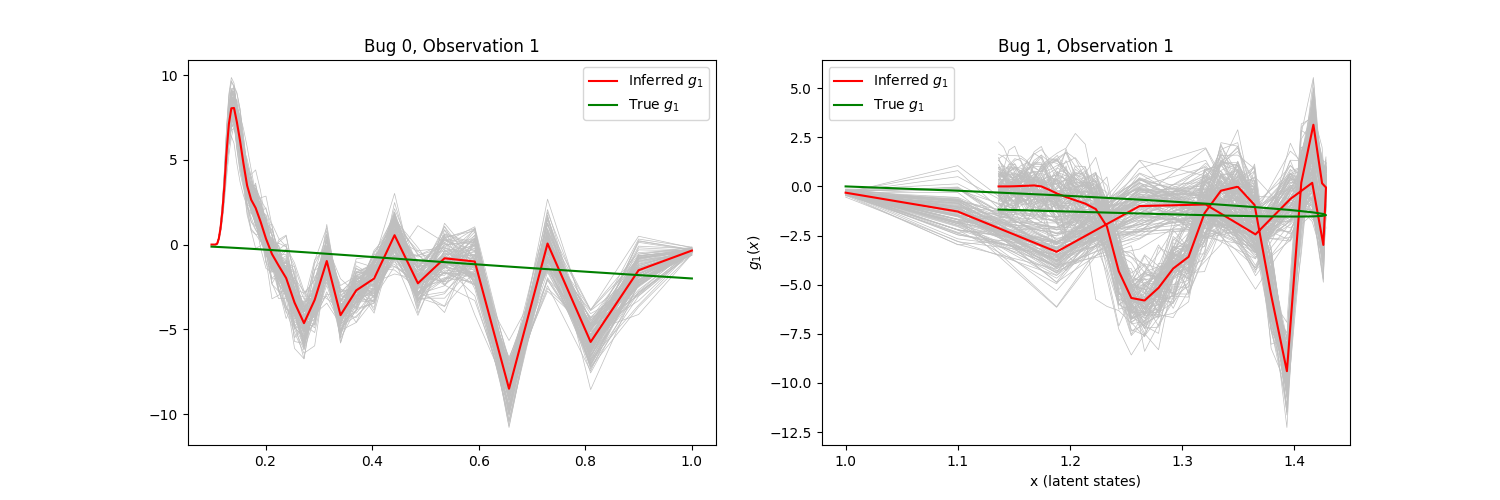 Bug 0, Observation 1
10
5
0
−5
−10
0.2
0.4
0.6
0.8
1.0
Inferred g₁
True g₁
Bug 1, Observation 1
5.0
2.5
0.0
−2.5
−5.0
−7.5
−10.0
−12.5
g₁(x)
1.0
1.1
1.2
1.3
1.4
x (latent states)
Inferred g₁
True g₁